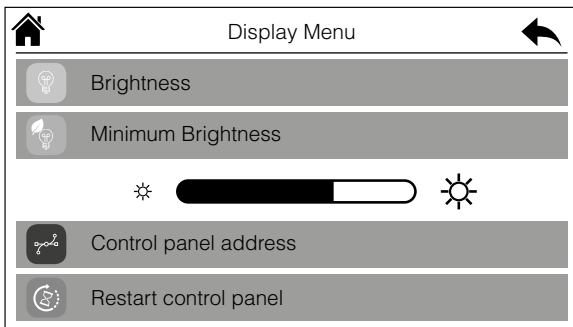 Display Menu
Brightness
Minimum Brightness
Control panel address
Restart control panel